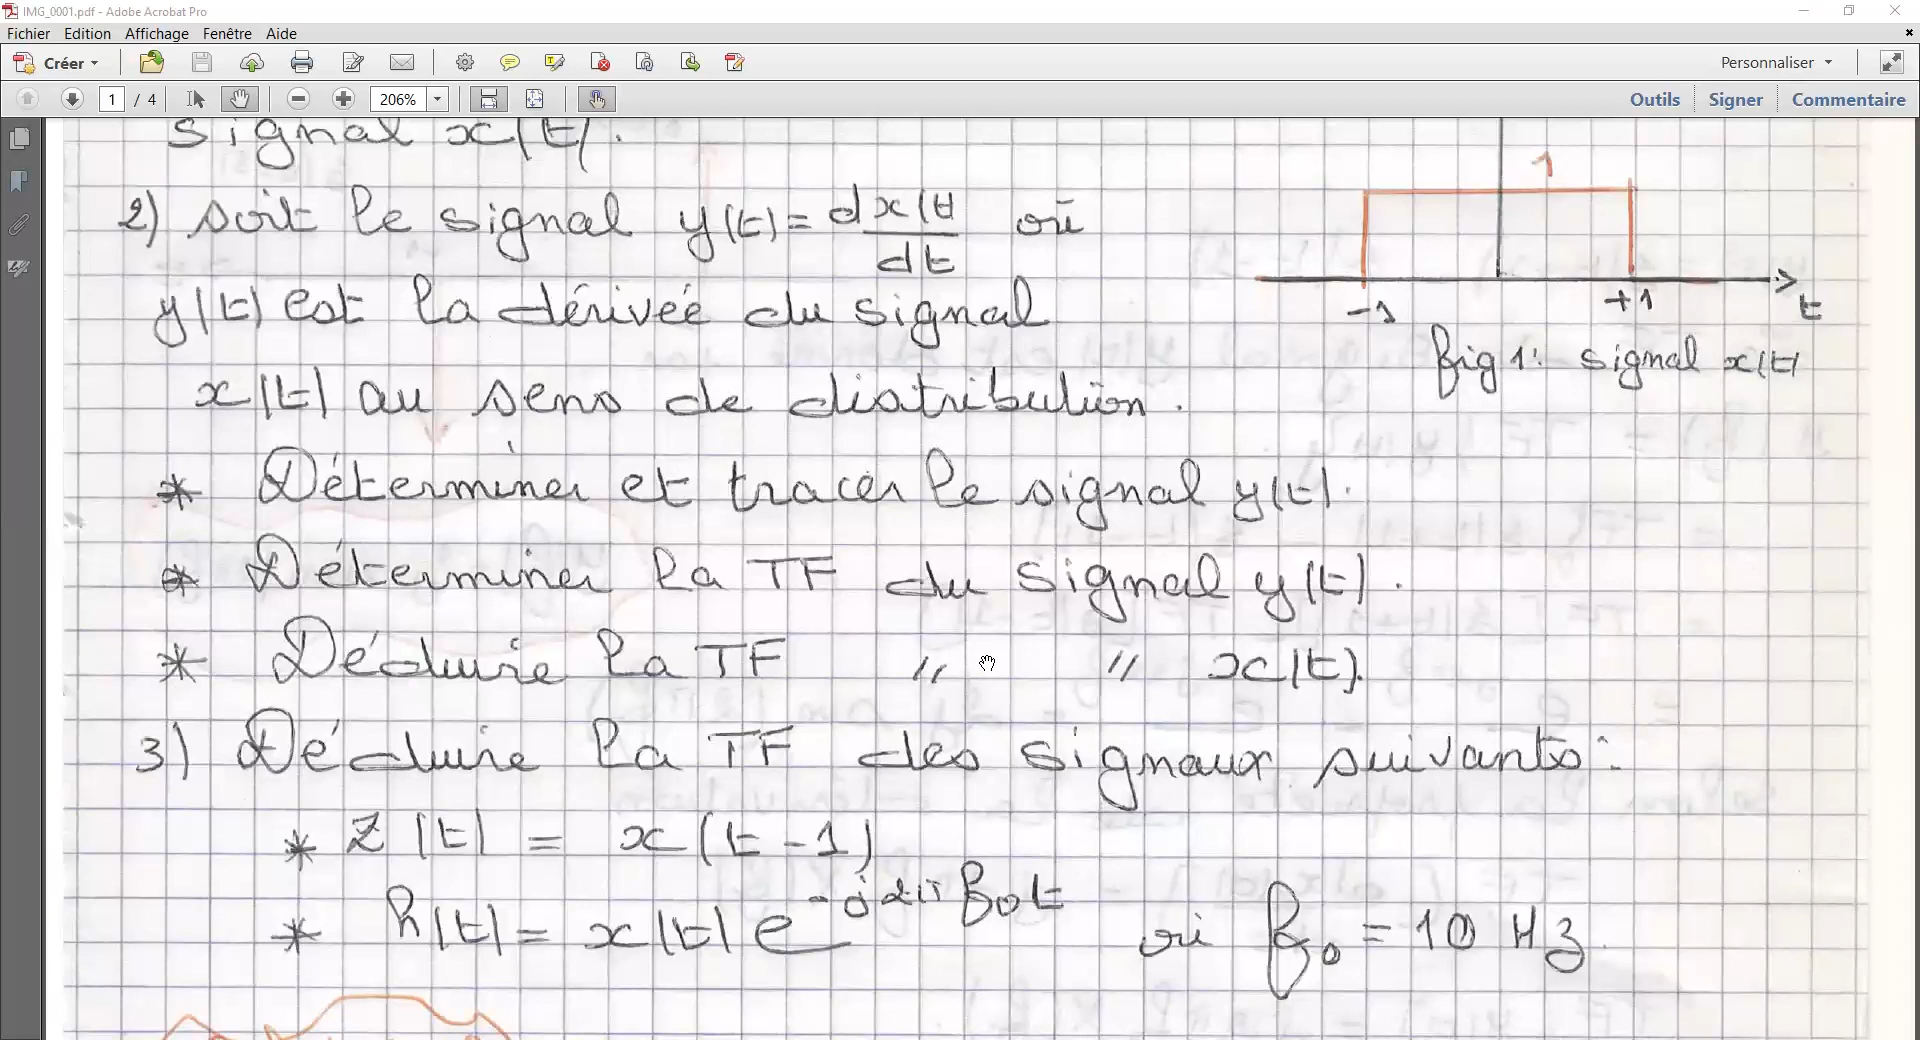 IMG_0001.pdf - Adobe Acrobat Pro
Fichier Edition Affichage Fenêtre Aide
Créer
Personnaliser
1 / 4
206%
Outils Signer Commentaire
signal x(t).
1
2) soit le signal y(t) = dx(t / dt où
y(t) est la dérivée du signal
-1 +1 t
fig 1: signal x(t)
x(t) au sens de distribution.
* Déterminer et tracer le signal y(t).
* Déterminer la TF du signal y(t).
* Déduire la TF " " x(t).
3) Déduire la TF des signaux suivants:
* z(t) = x(t-1)
* h(t) = x(t) e^-j2πf0t où f0 = 10 Hz